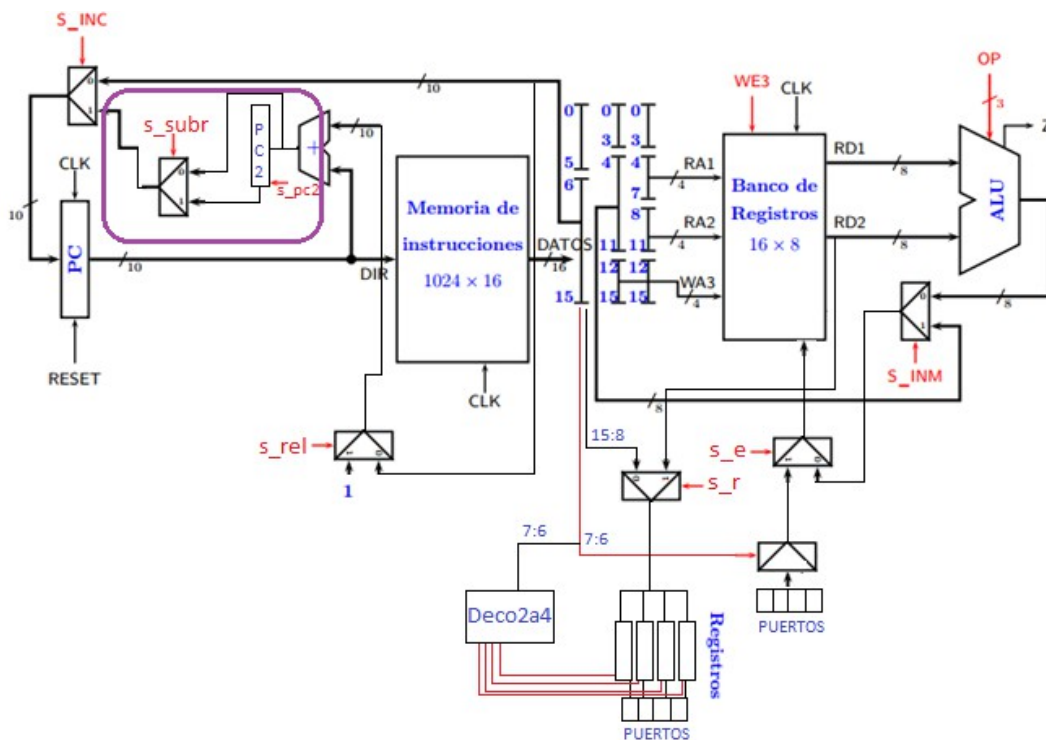 S_INC
10
0
1
s_subr
P
C
2
s_pc2
+
10
0
1
CLK
10
PC
10
DIR
RESET
Memoria de
instrucciones
1024 × 16
CLK
DATOS
16
0
5
6
15
0
3
4
11
12
15
0
3
4
7
8
11
12
15
RA1
4
RA2
4
WA3
4
WE3
CLK
Banco de
Registros
16 × 8
RD1
8
RD2
8
OP
3
Z
ALU
0
1
8
S_INM
8
s_rel
1
0
1
15:8
0
1
s_r
s_e
1
0
7:6
7:6
Deco2a4
Registros
PUERTOS
PUERTOS